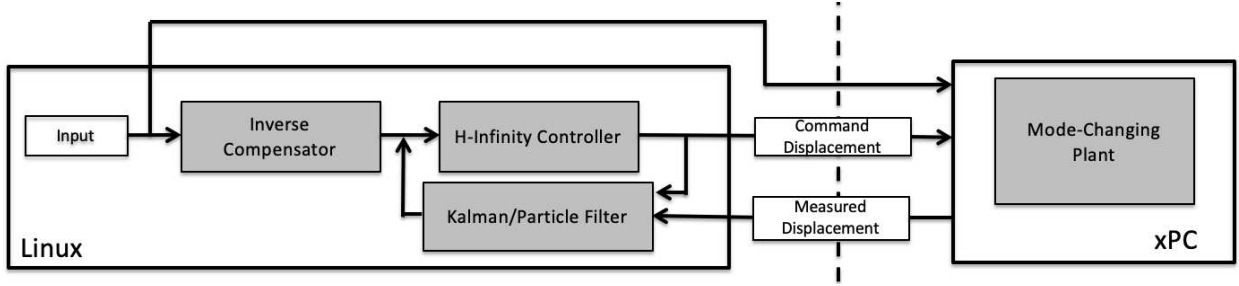 Input
Inverse
Compensator
H-Infinity Controller
Kalman/Particle Filter
Linux
Command
Displacement
Measured
Displacement
Mode-Changing
Plant
xPC